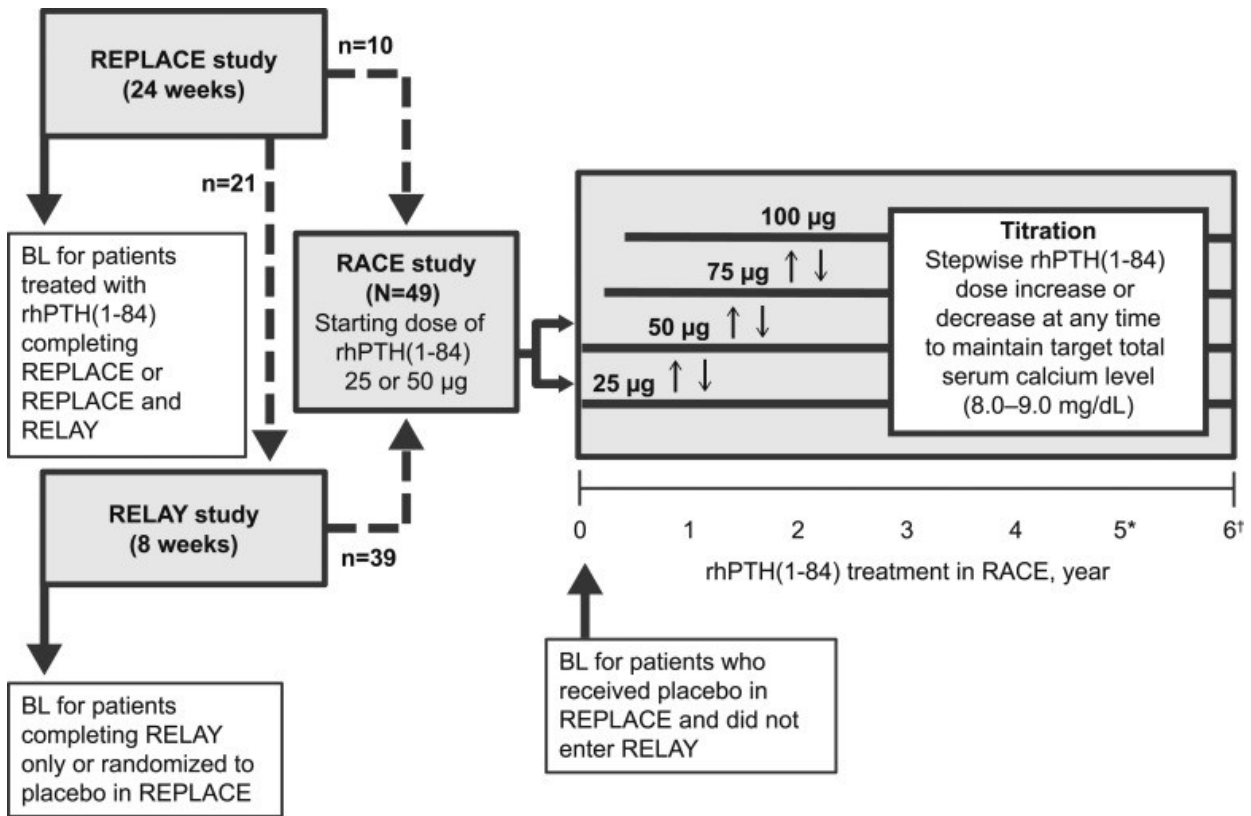 REPLACE study
(24 weeks)
n=10
n=21
BL for patients
treated with
rhPTH(1-84)
completing
REPLACE or
REPLACE and
RELAY
RACE study
(N=49)
Starting dose of
rhPTH(1-84)
25 or 50 µg
100 µg
75 µg ↑ ↓
50 µg ↑ ↓
25 µg ↑ ↓
Titration
Stepwise rhPTH(1-84)
dose increase or
decrease at any time
to maintain target total
serum calcium level
(8.0–9.0 mg/dL)
RELAY study
(8 weeks)
n=39
0 1 2 3 4 5* 6†
rhPTH(1-84) treatment in RACE, year
BL for patients
completing RELAY
only or randomized to
placebo in REPLACE
BL for patients who
received placebo in
REPLACE and did not
enter RELAY